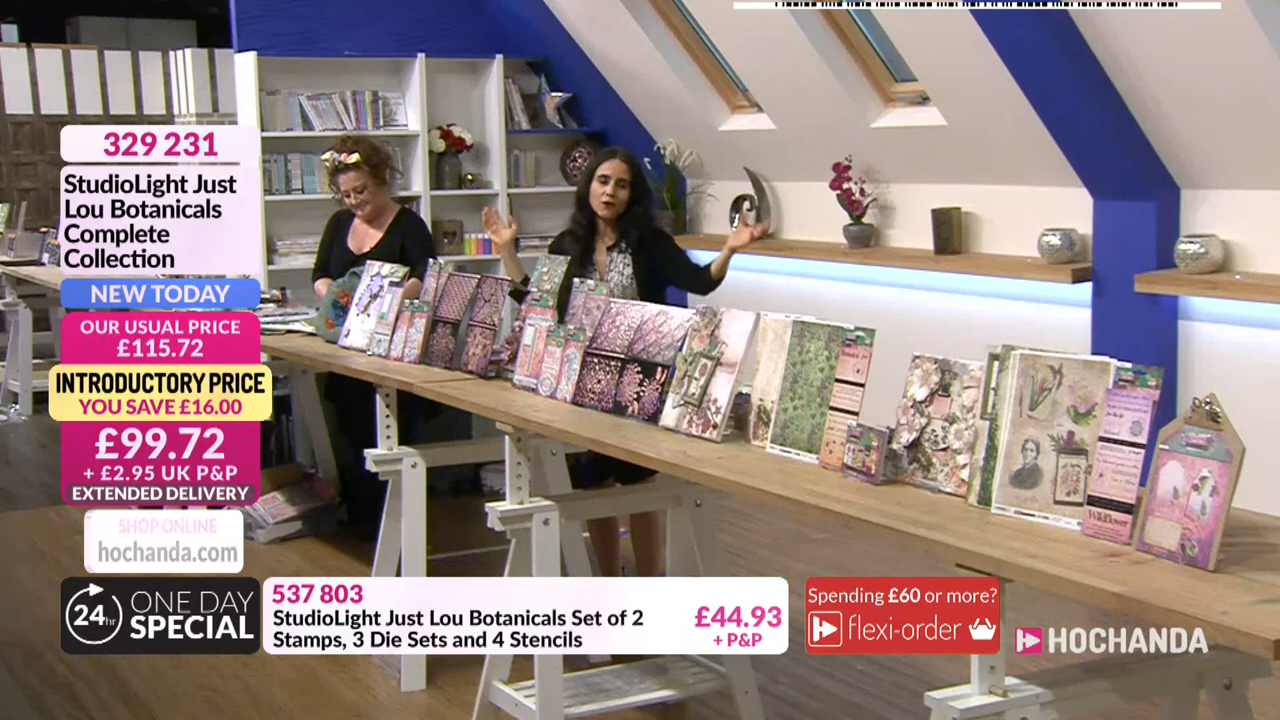 329 231
StudioLight Just
Lou Botanicals
Complete
Collection
NEW TODAY
OUR USUAL PRICE
£115.72
INTRODUCTORY PRICE
YOU SAVE £16.00
£99.72
+ £2.95 UK P&P
EXTENDED DELIVERY
SHOP ONLINE
hochanda.com
24hr
ONE DAY
SPECIAL
537 803
StudioLight Just Lou Botanicals Set of 2
Stamps, 3 Die Sets and 4 Stencils
£44.93
+ P&P
Spending £60 or more?
flexi-order
HOCHANDA
Wildflower